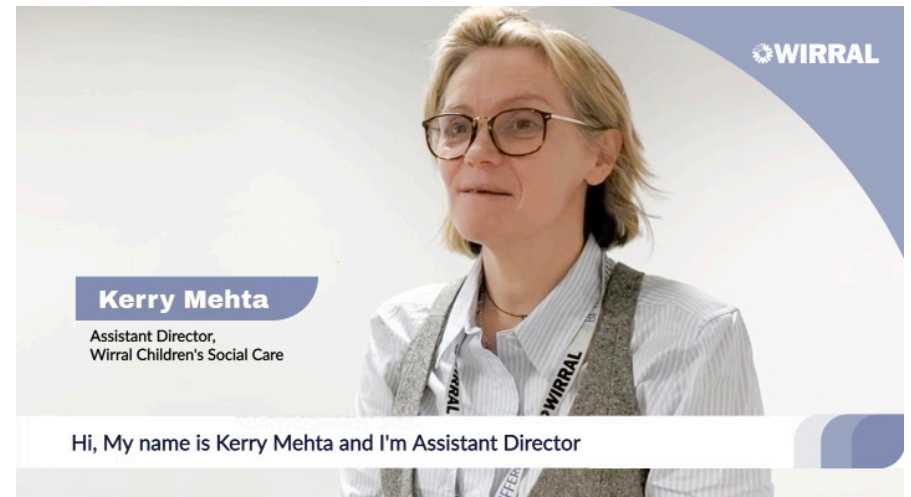 WIRRAL
Kerry Mehta
Assistant Director,
Wirral Children's Social Care
WIRRAL
Hi, My name is Kerry Mehta and I'm Assistant Director